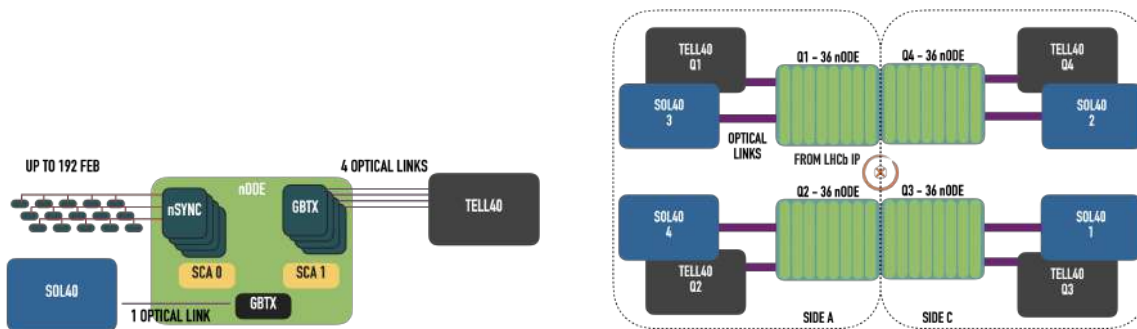 UP TO 192 FEB
nODE
4 OPTICAL LINKS
nSYNC
GBTX
TELL40
SCA 0
SCA 1
SOL40
GBTX
1 OPTICAL LINK
TELL40
Q1
Q1 - 36 nODE
Q4 - 36 nODE
TELL40
Q4
SOL40
3
SOL40
2
OPTICAL
LINKS
FROM LHCb IP
Q2 - 36 nODE
Q3 - 36 nODE
SOL40
4
SOL40
1
TELL40
Q2
TELL40
Q3
SIDE A
SIDE C